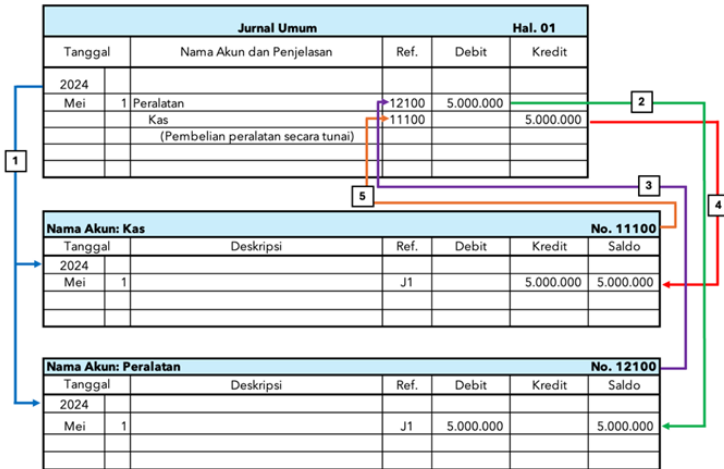 Jurnal Umum Hal. 01
Tanggal Nama Akun dan Penjelasan Ref. Debit Kredit
2024
Mei 1 Peralatan 12100 5.000.000
Kas 11100 5.000.000
(Pembelian peralatan secara tunai)
1
2
3
4
5
Nama Akun: Kas No. 11100
Tanggal Deskripsi Ref. Debit Kredit Saldo
2024
Mei 1 J1 5.000.000 5.000.000
Nama Akun: Peralatan No. 12100
Tanggal Deskripsi Ref. Debit Kredit Saldo
2024
Mei 1 J1 5.000.000 5.000.000